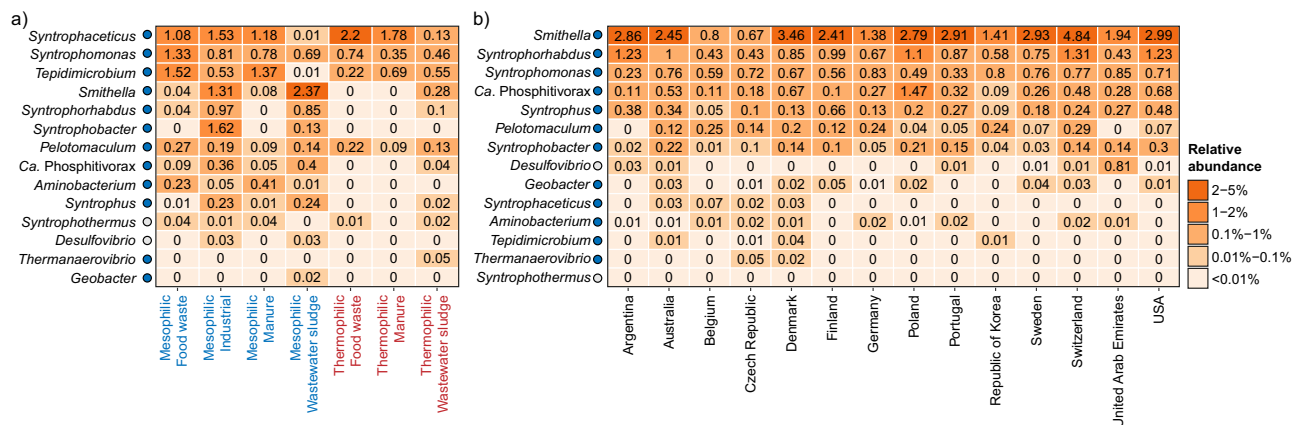 a)
Syntrophaceticus 1.08 1.53 1.18 0.01 2.2 1.78 0.13
Syntrophomonas 1.33 0.81 0.78 0.69 0.74 0.35 0.46
Tepidimicrobium 1.52 0.53 1.37 0.01 0.22 0.69 0.55
Smithella 0.04 1.31 0.08 2.37 0 0 0.28
Syntrophorhabdus 0.04 0.97 0 0.85 0 0 0.1
Syntrophobacter 0 1.62 0 0.13 0 0 0
Pelotomaculum 0.27 0.19 0.09 0.14 0.22 0.09 0.13
Ca. Phosphitivorax 0.09 0.36 0.05 0.4 0 0 0.04
Aminobacterium 0.23 0.05 0.41 0.01 0 0 0
Syntrophus 0.01 0.23 0.01 0.24 0 0 0.02
Syntrophothermus 0.04 0.01 0.04 0 0.01 0 0.02
Desulfovibrio 0 0.03 0 0.03 0 0 0
Thermanaerovibrio 0 0 0 0 0 0 0.05
Geobacter 0 0 0 0.02 0 0 0
Mesophilic
Food waste
Mesophilic
Industrial
Mesophilic
Manure
Mesophilic
Wastewater sludge
Thermophilic
Food waste
Thermophilic
Manure
Thermophilic
Wastewater sludge
b)
Smithella 2.86 2.45 0.8 0.67 3.46 2.41 1.38 2.79 2.91 1.41 2.93 4.84 1.94 2.99
Syntrophorhabdus 1.23 1 0.43 0.43 0.85 0.99 0.67 1.1 0.87 0.58 0.75 1.31 0.43 1.23
Syntrophomonas 0.23 0.76 0.59 0.72 0.67 0.56 0.83 0.49 0.33 0.8 0.76 0.77 0.85 0.71
Ca. Phosphitivorax 0.11 0.53 0.11 0.18 0.67 0.1 0.27 1.47 0.32 0.09 0.26 0.48 0.28 0.68
Syntrophus 0.38 0.34 0.05 0.1 0.13 0.66 0.13 0.2 0.27 0.09 0.18 0.24 0.27 0.48
Pelotomaculum 0 0.12 0.25 0.14 0.2 0.12 0.24 0.04 0.05 0.24 0.07 0.29 0 0.07
Syntrophobacter 0.02 0.22 0.01 0.1 0.14 0.1 0.05 0.21 0.15 0.04 0.03 0.14 0.14 0.3
Desulfovibrio 0.03 0.01 0 0 0 0 0 0 0.01 0 0.01 0.01 0.81 0.01
Geobacter 0 0.03 0 0.01 0.02 0.05 0.01 0.02 0 0 0.04 0.03 0 0.01
Syntrophaceticus 0 0.03 0.07 0.02 0.03 0 0 0 0 0 0 0 0 0
Aminobacterium 0.01 0.01 0.01 0.02 0.01 0 0.02 0.01 0.02 0 0 0.02 0.01 0
Tepidimicrobium 0 0.01 0 0.01 0.04 0 0 0 0 0.01 0 0 0 0
Thermanaerovibrio 0 0 0 0.05 0.02 0 0 0 0 0 0 0 0 0
Syntrophothermus 0 0 0 0 0 0 0 0 0 0 0 0 0 0
Argentina
Australia
Belgium
Czech Republic
Denmark
Finland
Germany
Poland
Portugal
Republic of Korea
Sweden
Switzerland
United Arab Emirates
USA
Relative
abundance
2−5%
1−2%
0.1%−1%
0.01%−0.1%
<0.01%